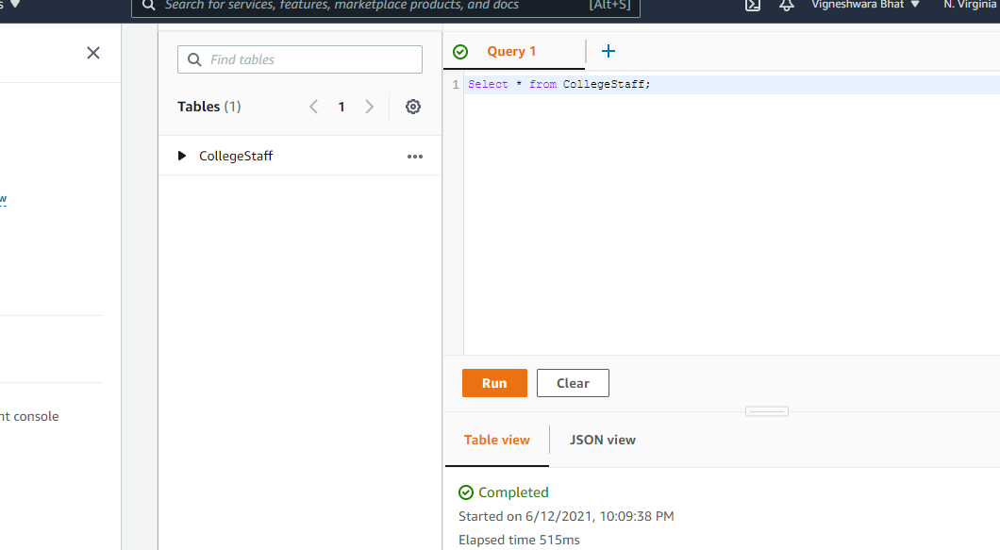 Search for services, features, marketplace products, and docs [Alt+S] Vigneshwara Bhat N. Virginia
Find tables
Tables (1) 1
CollegeStaff
Query 1
1 Select * from CollegeStaff;
Run Clear
nt console
Table view JSON view
Completed
Started on 6/12/2021, 10:09:38 PM
Elapsed time 515ms